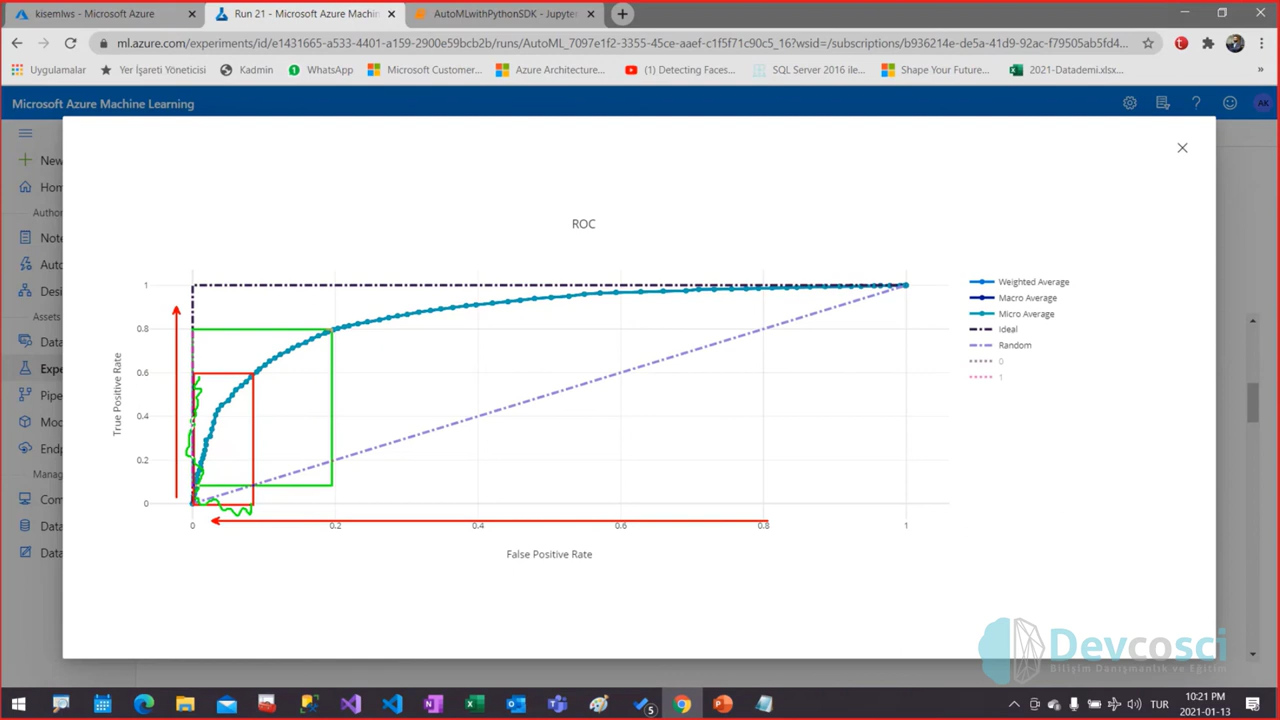 kisemlws - Microsoft Azure
Run 21 - Microsoft Azure Machin
AutoMLwithPythonSDK - Jupyter
ml.azure.com/experiments/id/e1431665-a533-4401-a159-2900e59bcb2b/runs/AutoML_7097e1f2-3355-45ce-aaef-c1f5f71c90c5_16?wsid=/subscriptions/b936214e-de5a-41d9-92ac-f79505ab5fd4...
Uygulamalar
Yer İşareti Yöneticisi
Kadmin
WhatsApp
Microsoft Customer...
Azure Architecture...
(1) Detecting Faces...
SQL Server 2016 ile...
Shape Your Future...
2021-Datademi.xlsx...
»
Microsoft Azure Machine Learning
AK
New
Hom
Author
Note
Auto
Desi
Assets
Data
Expe
Pipe
Mod
Endp
Manag
Com
Data
Data
ROC
1
0.8
0.6
0.4
0.2
0
True Positive Rate
0
0.2
0.4
0.6
0.8
1
False Positive Rate
Weighted Average
Macro Average
Micro Average
Ideal
Random
0
1
Devcosci
Bilişim Danışmanlık ve Eğitim
5
TUR
10:21 PM
2021-01-13